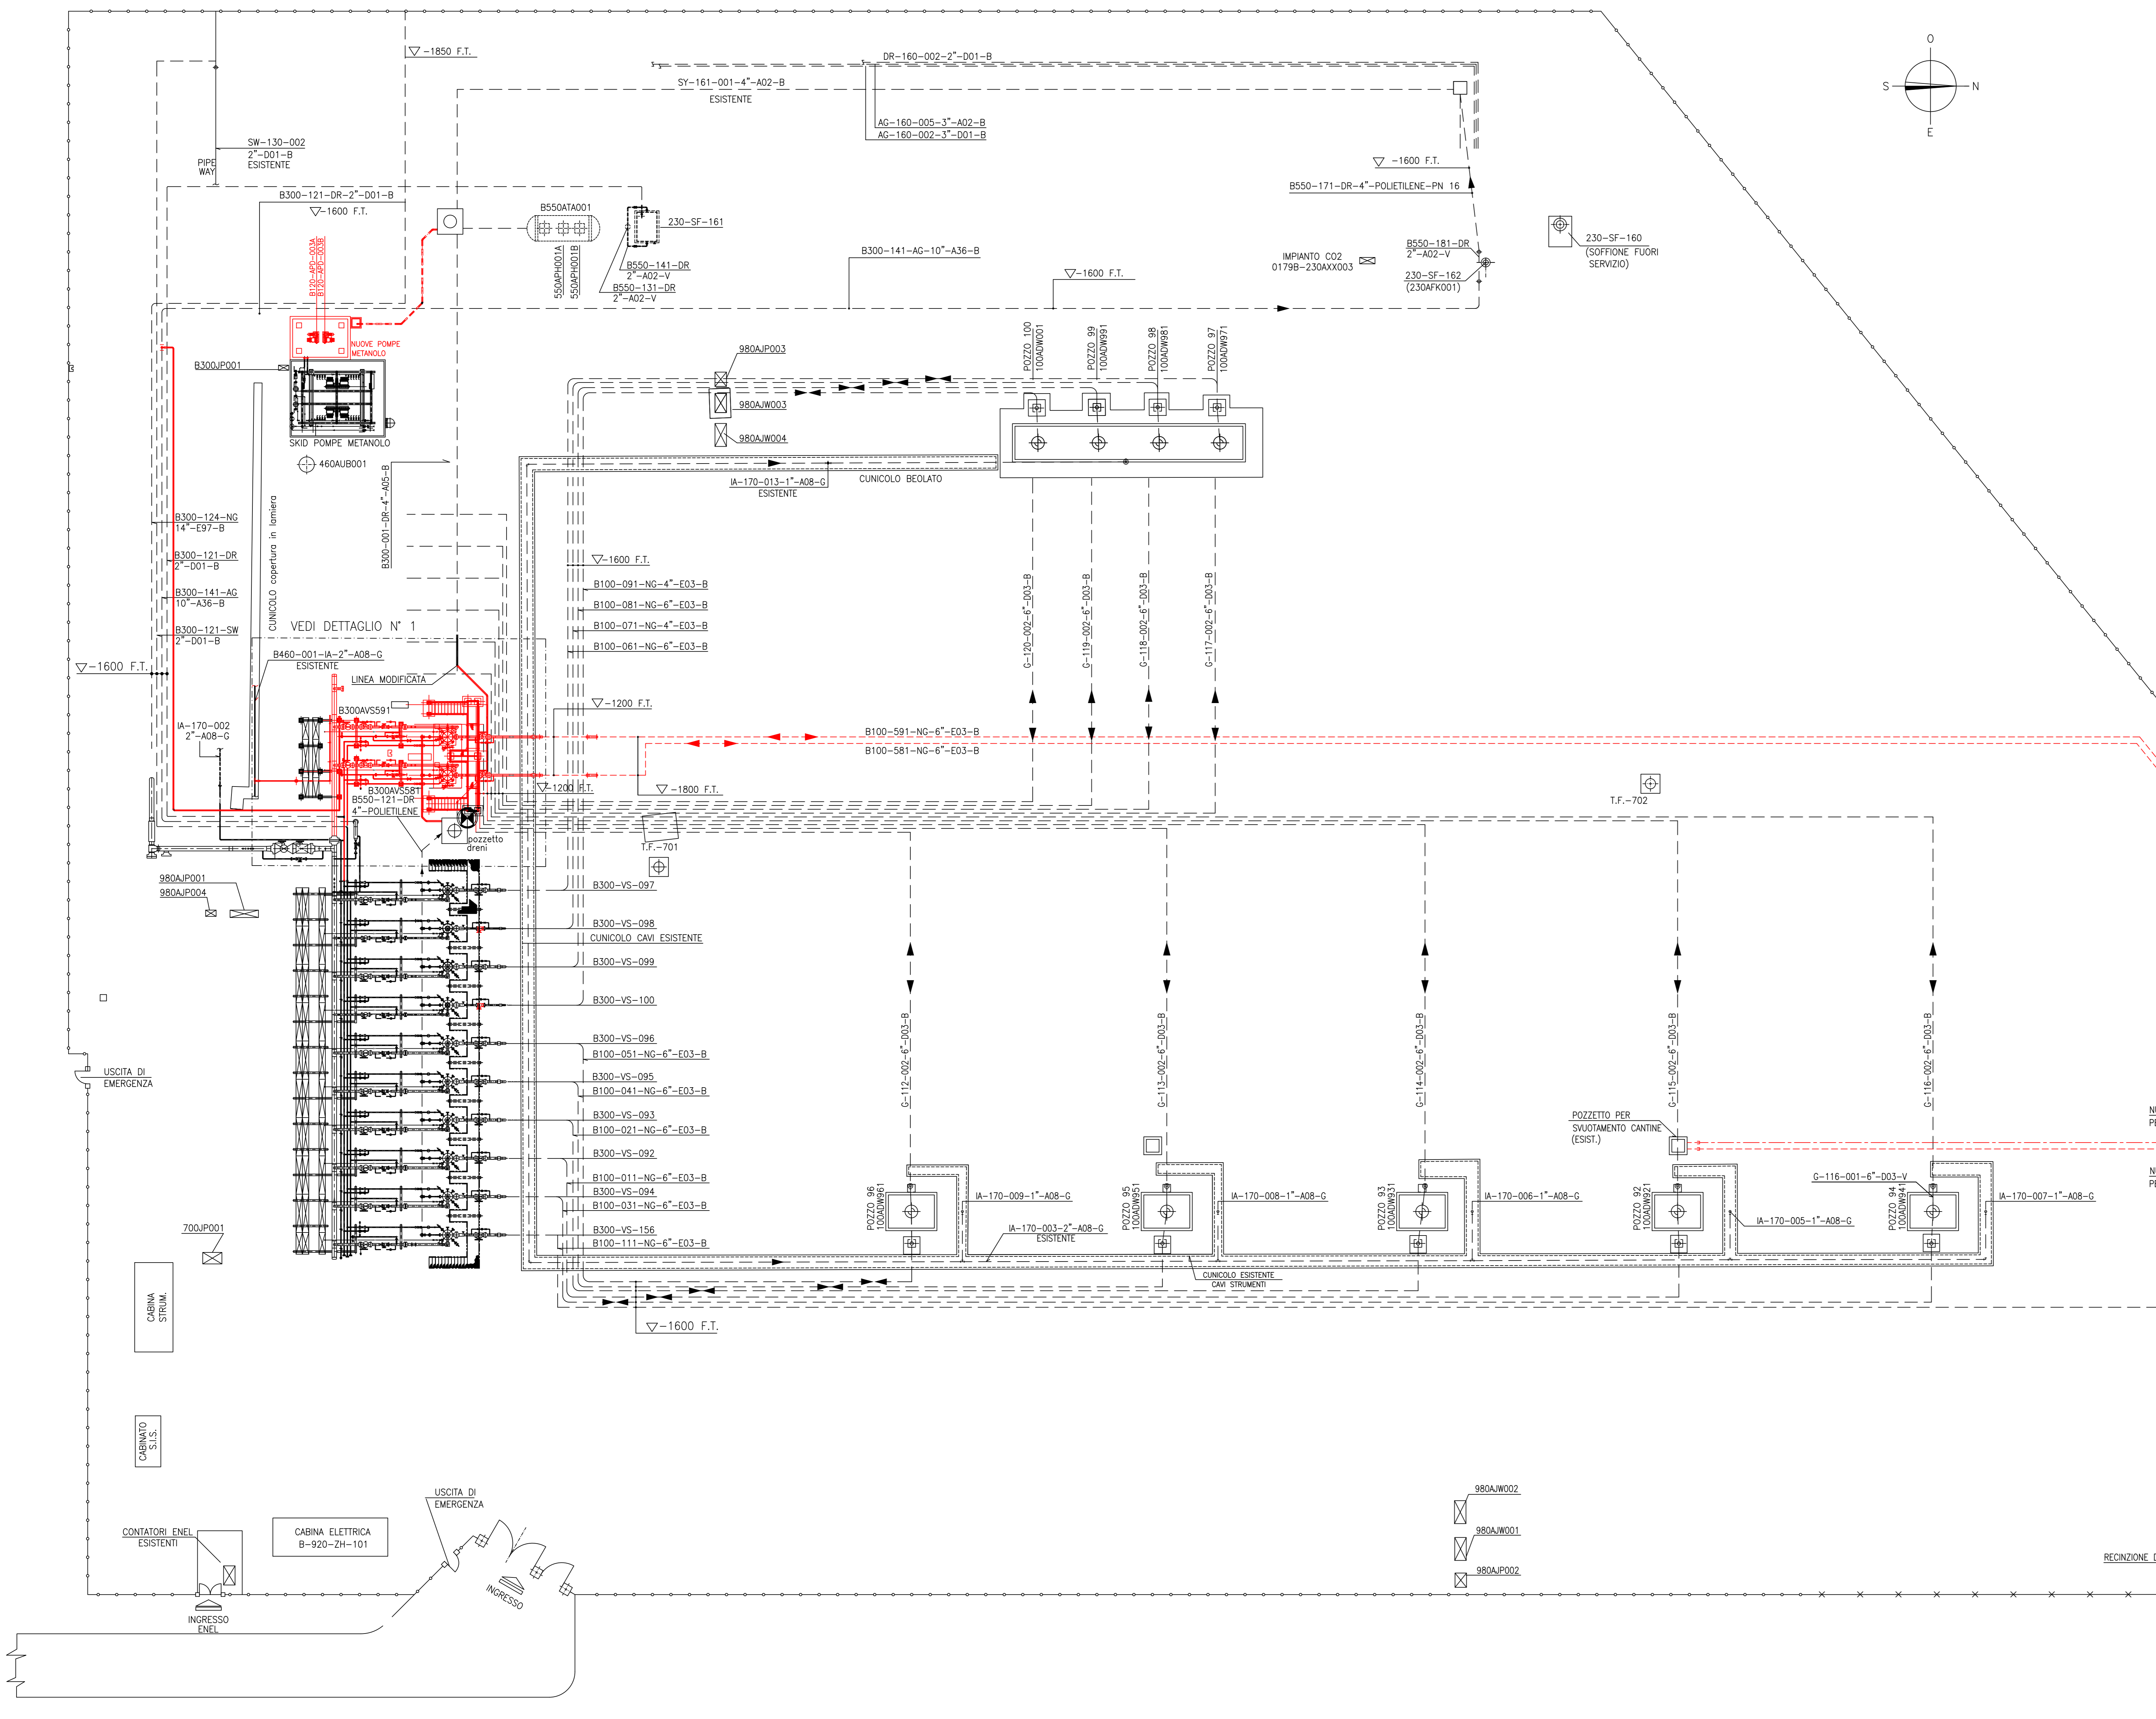 -1850 F.T.
DR-160-002-2"-D01-B
SY-161-001-4"-A02-B
ESISTENTE
AG-160-005-3"-A02-B
AG-160-002-3"-D01-B
O
S
N
E
SW-130-002
2"-D01-B
ESISTENTE
PIPE
WAY
B300-121-DR-2"-D01-B
-1600 F.T.
B550ATA001
230-SF-161
550APH001A
550APH001B
B550-141-DR
2"-A02-V
B550-131-DR
2"-A02-V
B300-141-AG-10"-A36-B
-1600 F.T.
-1600 F.T.
B550-171-DR-4"-POLIETILENE-PN 16
IMPIANTO CO2
0179B-230AXX003
B550-181-DR
2"-A02-V
230-SF-162
(230AFK001)
230-SF-160
(SOFFIONE FUORI
SERVIZIO)
B120-APD-003A
B120-APD-003B
NUOVE POMPE
METANOLO
B300JP001
SKID POMPE METANOLO
460AUB001
980AJP003
980AJW003
980AJW004
POZZO 100
100ADW001
POZZO 99
100ADW991
POZZO 98
100ADW981
POZZO 97
100ADW971
IA-170-013-1"-A08-G
ESISTENTE
CUNICOLO BEOLATO
B300-001-DR-4"-A05-B
CUNICOLO copertura in lamiera
B300-124-NG
14"-E97-B
B300-121-DR
2"-D01-B
B300-141-AG
10"-A36-B
B300-121-SW
2"-D01-B
-1600 F.T.
-1600 F.T.
B100-091-NG-4"-E03-B
B100-081-NG-6"-E03-B
B100-071-NG-4"-E03-B
B100-061-NG-6"-E03-B
G-120-002-6"-D03-B
G-119-002-6"-D03-B
G-118-002-6"-D03-B
G-117-002-6"-D03-B
VEDI DETTAGLIO N° 1
B460-001-IA-2"-A08-G
ESISTENTE
LINEA MODIFICATA
IA-170-002
2"-A08-G
B300AVS591
-1200 F.T.
B100-591-NG-6"-E03-B
B100-581-NG-6"-E03-B
B300AVS581
-1200 F.T.
-1800 F.T.
B550-121-DR
4"-POLIETILENE
pozzetto
dreni
T.F.-701
T.F.-702
980AJP001
980AJP004
B300-VS-097
B300-VS-098
CUNICOLO CAVI ESISTENTE
B300-VS-099
B300-VS-100
B300-VS-096
B100-051-NG-6"-E03-B
B300-VS-095
B100-041-NG-6"-E03-B
B300-VS-093
B100-021-NG-6"-E03-B
B300-VS-092
B100-011-NG-6"-E03-B
B300-VS-094
B100-031-NG-6"-E03-B
B300-VS-156
B100-111-NG-6"-E03-B
USCITA DI
EMERGENZA
G-112-002-6"-D03-B
G-113-002-6"-D03-B
G-114-002-6"-D03-B
G-115-002-6"-D03-B
G-116-002-6"-D03-B
POZZETTO PER
SVUOTAMENTO CANTINE
(ESIST.)
POZZO 96
100ADW961
POZZO 95
100ADW951
POZZO 93
100ADW931
POZZO 92
100ADW921
POZZO 94
100ADW941
IA-170-009-1"-A08-G
IA-170-003-2"-A08-G
ESISTENTE
IA-170-008-1"-A08-G
IA-170-006-1"-A08-G
G-116-001-6"-D03-V
IA-170-005-1"-A08-G
IA-170-007-1"-A08-G
CUNICOLO ESISTENTE
CAVI STRUMENTI
-1600 F.T.
700JP001
CABINA
STRUM.
CABINATO
S.I.S.
USCITA DI
EMERGENZA
CONTATORI ENEL
ESISTENTI
CABINA ELETTRICA
B-920-ZH-101
INGRESSO
INGRESSO
ENEL
980AJW002
980AJW001
980AJP002
RECINZIONE